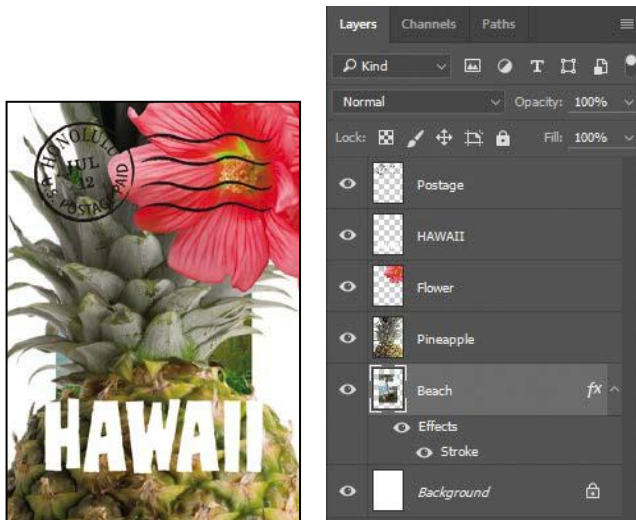 HONOLULU
JUL
12
U.S. POSTAGE PAID
HAWAII
Layers Channels Paths
Kind
T
Normal Opacity: 100%
Lock: Fill: 100%
Postage
HAWAII
Flower
Pineapple
Beach fx
Effects
Stroke
Background